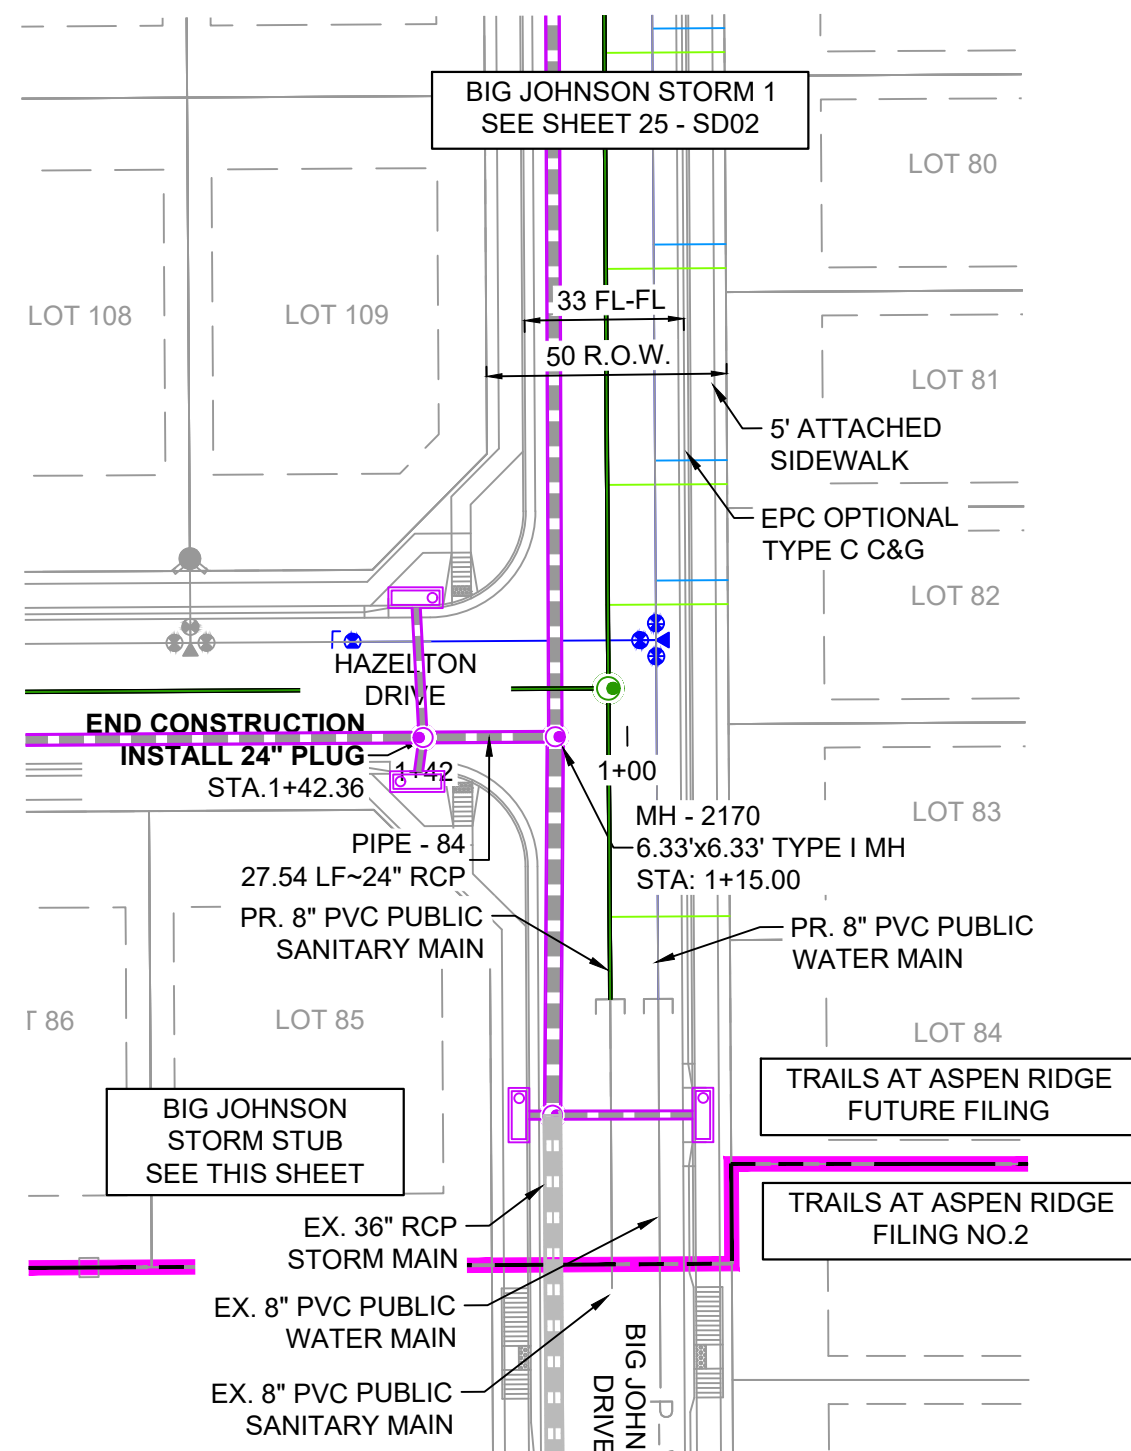 BIG JOHNSON STORM 1
SEE SHEET 25 - SD02
LOT 80
33 FL-FL
LOT 108
LOT 109
50 R.O.W.
LOT 81
5' ATTACHED
SIDEWALK
EPC OPTIONAL
TYPE C C&G
LOT 82
HAZELTON
DRIVE
END CONSTRUCTION
INSTALL 24" PLUG
STA.1+42.36
1+42
1+00
MH - 2170
6.33'x6.33' TYPE I MH
STA: 1+15.00
LOT 83
PIPE - 84
27.54 LF~24" RCP
PR. 8" PVC PUBLIC
SANITARY MAIN
PR. 8" PVC PUBLIC
WATER MAIN
T 86
LOT 85
LOT 84
TRAILS AT ASPEN RIDGE
FUTURE FILING
BIG JOHNSON
STORM STUB
SEE THIS SHEET
TRAILS AT ASPEN RIDGE
FILING NO.2
EX. 36" RCP
STORM MAIN
EX. 8" PVC PUBLIC
WATER MAIN
EX. 8" PVC PUBLIC
SANITARY MAIN
BIG JOHN
DRIVE
P